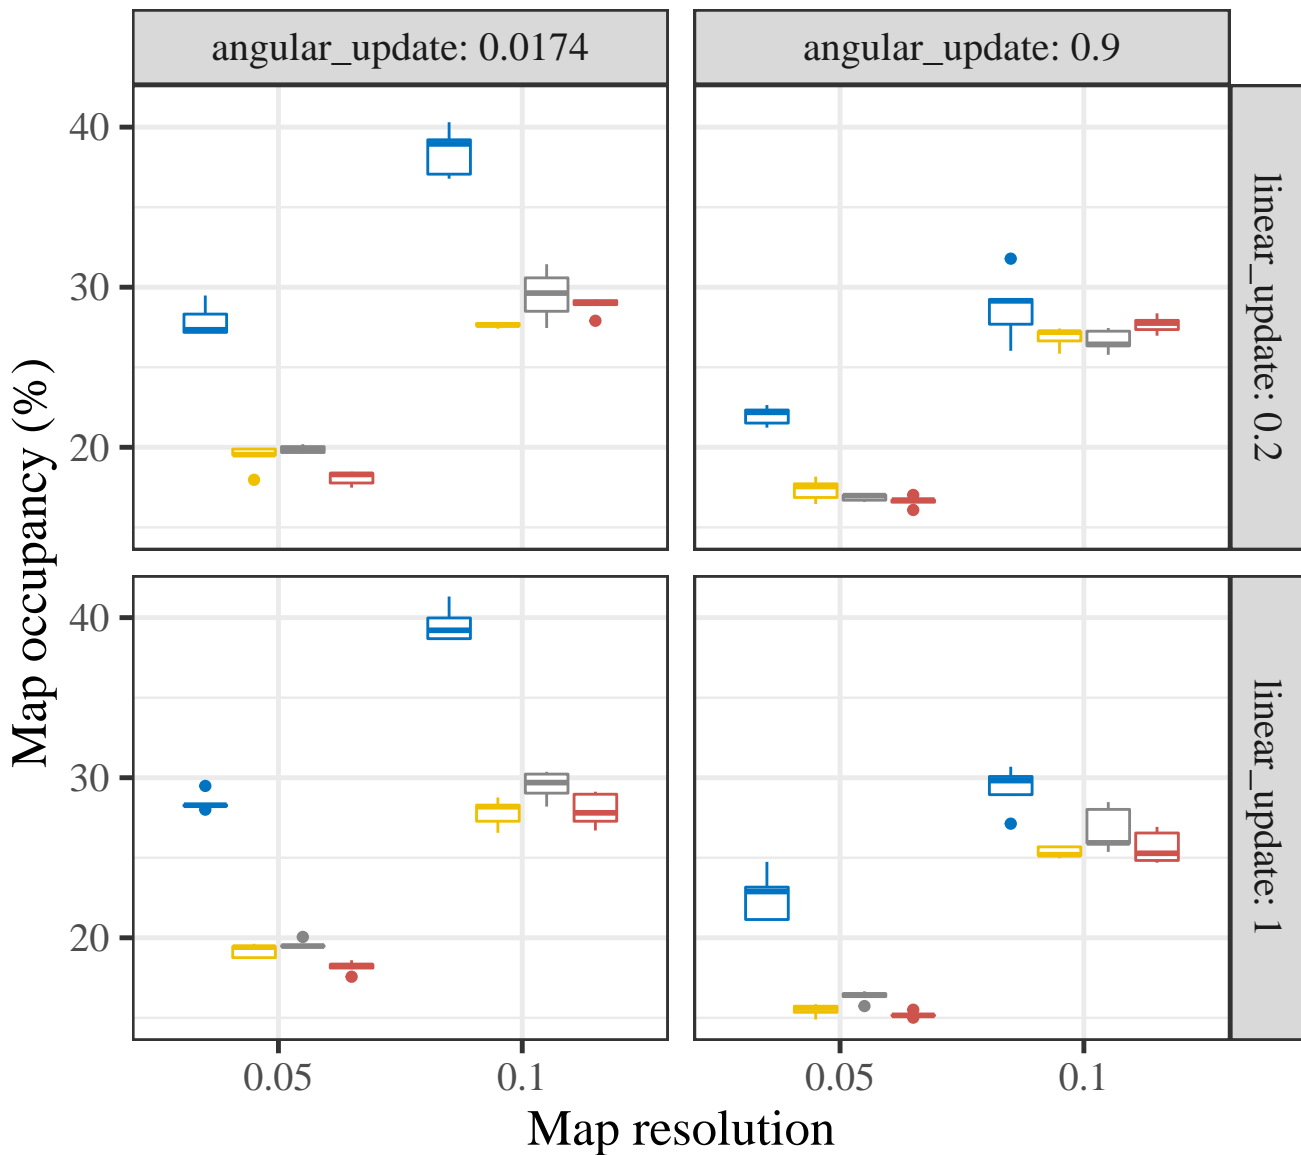 angular_update: 0.0174
angular_update: 0.9
40
30
20
linear_update: 0.2
40
30
20
linear_update: 1
Map occupancy (%)
0.05
0.1
0.05
0.1
Map resolution